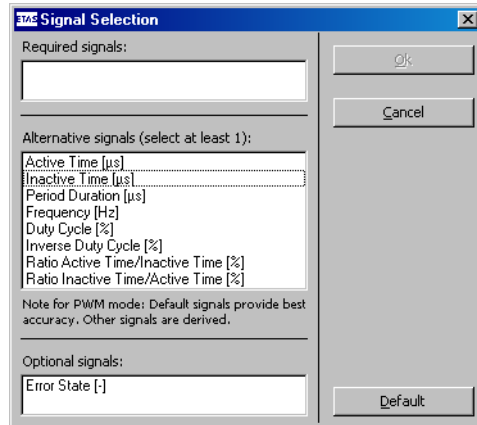 ETAS Signal Selection
Required signals:
Ok
Cancel
Alternative signals (select at least 1):
Active Time [µs]
Inactive Time [µs]
Period Duration [µs]
Frequency [Hz]
Duty Cycle [%]
Inverse Duty Cycle [%]
Ratio Active Time/Inactive Time [%]
Ratio Inactive Time/Active Time [%]
Note for PWM mode: Default signals provide best
accuracy. Other signals are derived.
Optional signals:
Error State [-]
Default